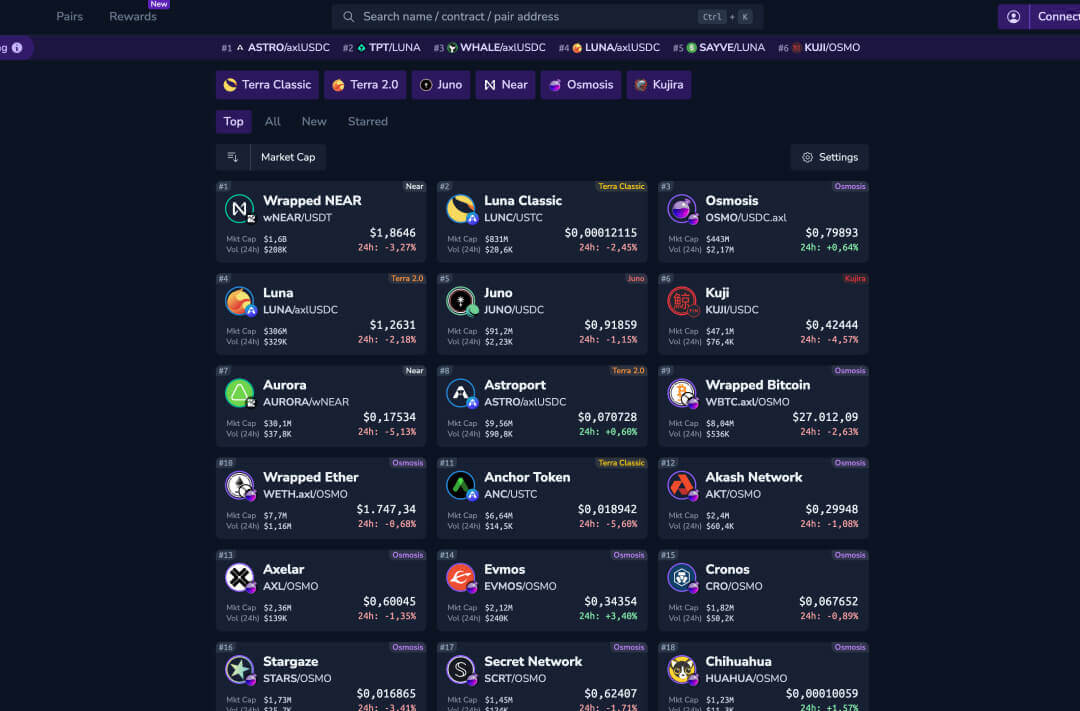 Pairs Rewards New Search name / contract / pair address Ctrl + K Connec
g #1 ASTRO/axlUSDC #2 TPT/LUNA #3 WHALE/axlUSDC #4 LUNA/axlUSDC #5 SAYVE/LUNA #6 KUJI/OSMO
Terra Classic Terra 2.0 Juno Near Osmosis Kujira
Top All New Starred
Market Cap Settings
#1 Near
Wrapped NEAR
wNEAR/USDT
$1,8646
Mkt Cap $1,6B
24h: -3,27%
Vol (24h) $208K
#2 Terra Classic
Luna Classic
LUNC/USTC
$0,00012115
Mkt Cap $831M
24h: -2,45%
Vol (24h) $20,6K
#3 Osmosis
Osmosis
OSMO/USDC.axl
$0,79893
Mkt Cap $443M
24h: +0,64%
Vol (24h) $2,17M
#4 Terra 2.0
Luna
LUNA/axlUSDC
$1,2631
Mkt Cap $306M
24h: -2,18%
Vol (24h) $329K
#5 Juno
Juno
JUNO/USDC
$0,91859
Mkt Cap $91,2M
24h: -1,15%
Vol (24h) $2,23K
#6 Kujira
Kuji
KUJI/USDC
$0,42444
Mkt Cap $47,1M
24h: -4,57%
Vol (24h) $76,4K
#7 Near
Aurora
AURORA/wNEAR
$0,17534
Mkt Cap $30,1M
24h: -5,13%
Vol (24h) $37,8K
#8 Terra 2.0
Astroport
ASTRO/axlUSDC
$0,070728
Mkt Cap $9,56M
24h: +0,60%
Vol (24h) $90,8K
#9 Osmosis
Wrapped Bitcoin
WBTC.axl/OSMO
$27.012,09
Mkt Cap $8,04M
24h: -2,63%
Vol (24h) $536K
#10 Osmosis
Wrapped Ether
WETH.axl/OSMO
$1.747,34
Mkt Cap $7,7M
24h: -0,68%
Vol (24h) $1,16M
#11 Terra Classic
Anchor Token
ANC/USTC
$0,018942
Mkt Cap $6,64M
24h: -5,60%
Vol (24h) $14,5K
#12 Osmosis
Akash Network
AKT/OSMO
$0,29948
Mkt Cap $2,4M
24h: -1,08%
Vol (24h) $60,4K
#13 Osmosis
Axelar
AXL/OSMO
$0,60045
Mkt Cap $2,36M
24h: -1,35%
Vol (24h) $139K
#14 Osmosis
Evmos
EVMOS/OSMO
$0,34354
Mkt Cap $2,12M
24h: +3,40%
Vol (24h) $240K
#15 Osmosis
Cronos
CRO/OSMO
$0,067652
Mkt Cap $1,82M
24h: -0,89%
Vol (24h) $50,2K
#16 Osmosis
Stargaze
STARS/OSMO
$0,016865
Mkt Cap $1,73M
24h: -3,41%
Vol (24h)
#17 Osmosis
Secret Network
SCRT/OSMO
$0,62407
Mkt Cap $1,45M
24h: -1,71%
Vol (24h)
#18 Osmosis
Chihuahua
HUAHUA/OSMO
$0,00010059
Mkt Cap $1,23M
24h: +1,57%
Vol (24h)